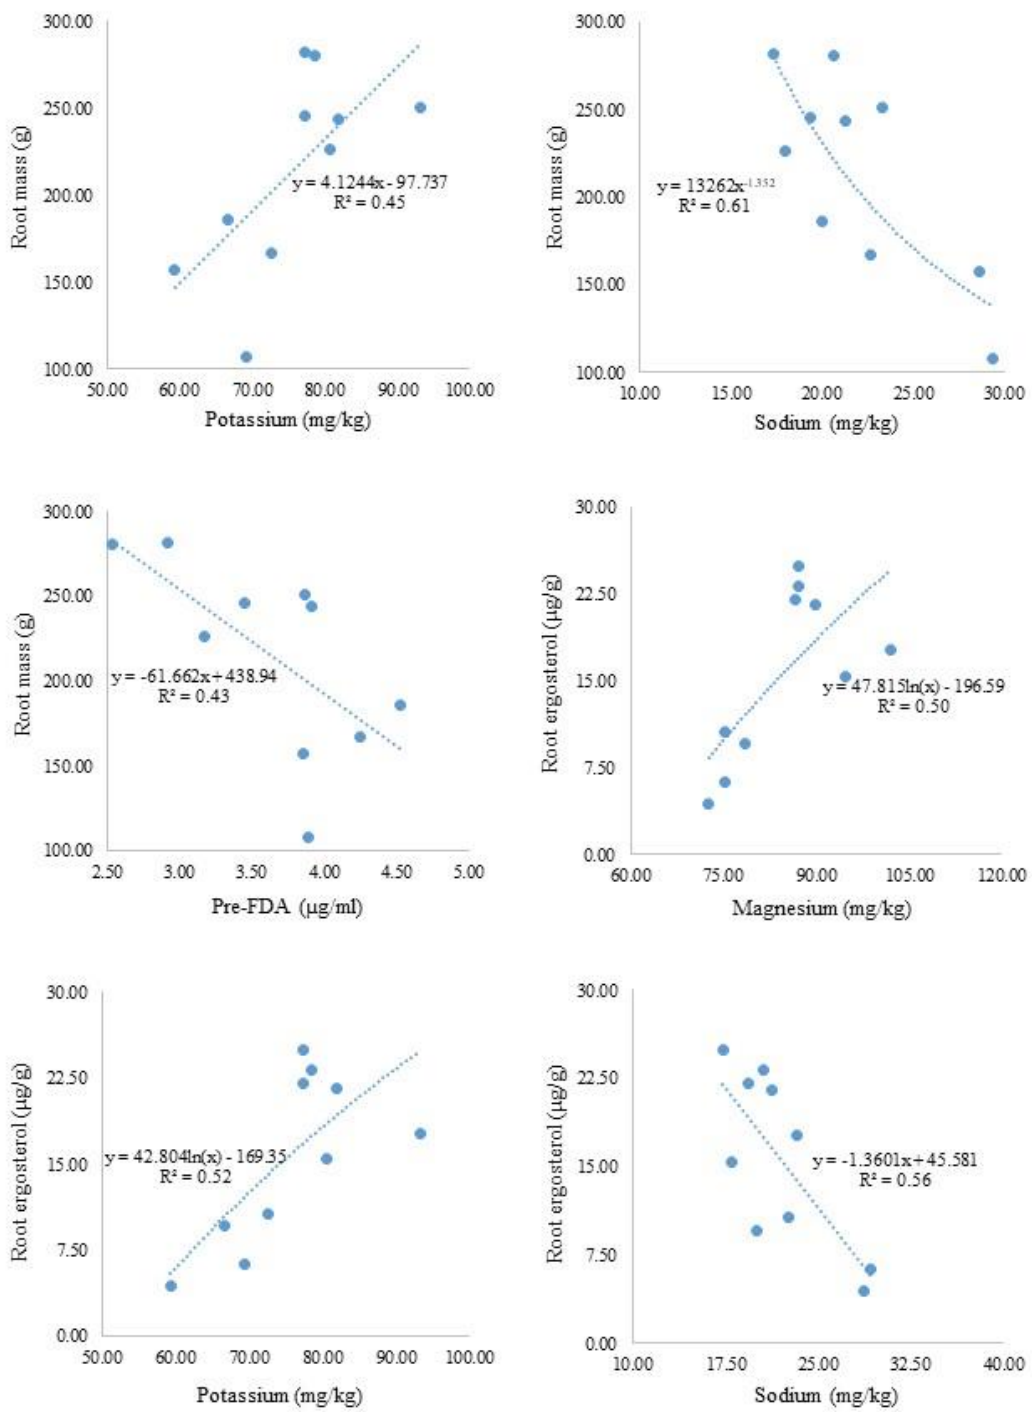 300.00
250.00
200.00
150.00
100.00
Root mass (g)
y = 4.1244x - 97.737
R² = 0.45
50.00 60.00 70.00 80.00 90.00 100.00
Potassium (mg/kg)
300.00
250.00
200.00
150.00
100.00
Root mass (g)
y = 13262x^-1.352
R² = 0.61
10.00 15.00 20.00 25.00 30.00
Sodium (mg/kg)
300.00
250.00
200.00
150.00
100.00
Root mass (g)
y = -61.662x + 438.94
R² = 0.43
2.50 3.00 3.50 4.00 4.50 5.00
Pre-FDA (µg/ml)
30.00
22.50
15.00
7.50
0.00
Root ergosterol (µg/g)
y = 47.815ln(x) - 196.59
R² = 0.50
60.00 75.00 90.00 105.00 120.00
Magnesium (mg/kg)
30.00
22.50
15.00
7.50
0.00
Root ergosterol (µg/g)
y = 42.804ln(x) - 169.35
R² = 0.52
50.00 60.00 70.00 80.00 90.00 100.00
Potassium (mg/kg)
30.00
22.50
15.00
7.50
0.00
Root ergosterol (µg/g)
y = -1.3601x + 45.581
R² = 0.56
10.00 17.50 25.00 32.50 40.00
Sodium (mg/kg)